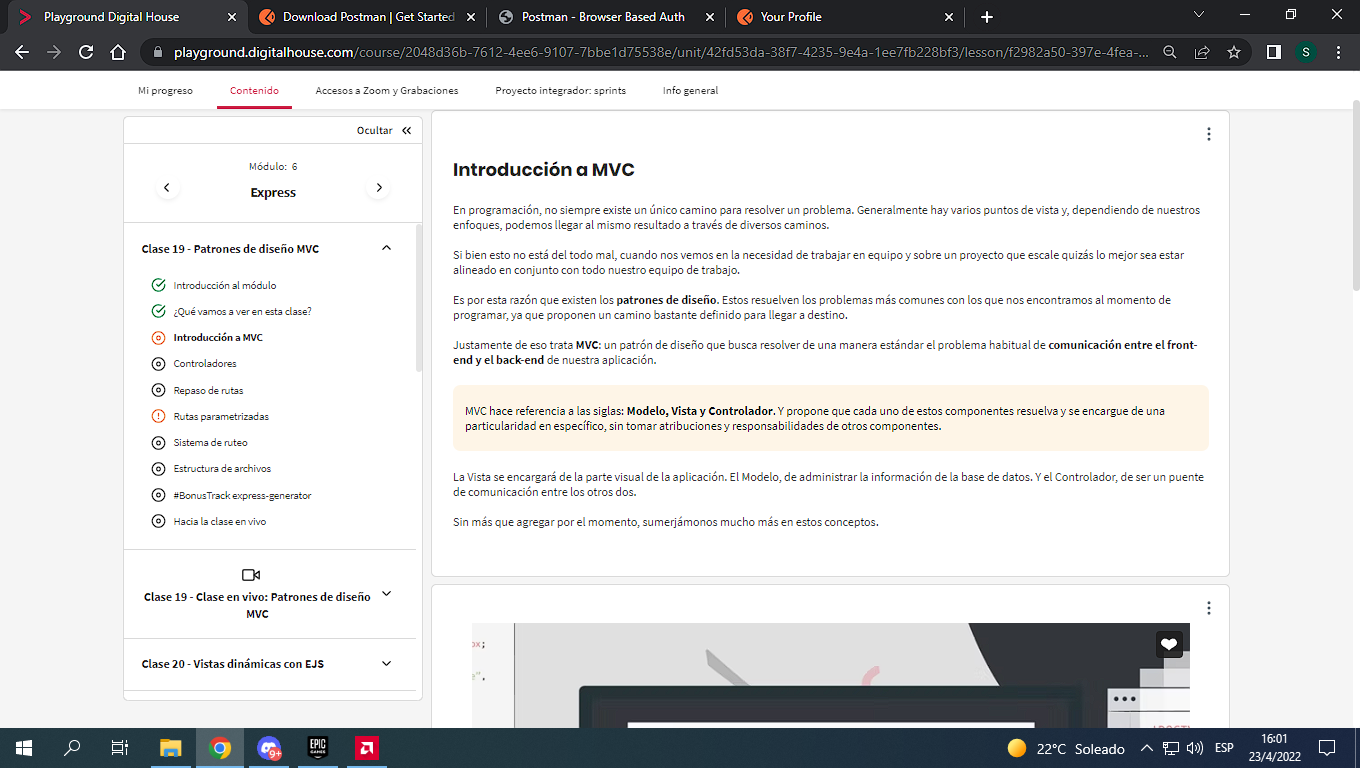 Playground Digital House
Download Postman | Get Started
Postman - Browser Based Auth
Your Profile
playground.digitalhouse.com/course/2048d36b-7612-4ee6-9107-7bbe1d75538e/unit/42fd53da-38f7-4235-9e4a-1ee7fb228bf3/lesson/f2982a50-397e-4fea-...
S
Mi progreso
Contenido
Accesos a Zoom y Grabaciones
Proyecto integrador: sprints
Info general
Ocultar
Módulo: 6
Express
Clase 19 - Patrones de diseño MVC
Introducción al módulo
¿Qué vamos a ver en esta clase?
Introducción a MVC
Controladores
Repaso de rutas
Rutas parametrizadas
Sistema de ruteo
Estructura de archivos
#BonusTrack express-generator
Hacia la clase en vivo
Clase 19 - Clase en vivo: Patrones de diseño
MVC
Clase 20 - Vistas dinámicas con EJS
Introducción a MVC
En programación, no siempre existe un único camino para resolver un problema. Generalmente hay varios puntos de vista y, dependiendo de nuestros
enfoques, podemos llegar al mismo resultado a través de diversos caminos.
Si bien esto no está del todo mal, cuando nos vemos en la necesidad de trabajar en equipo y sobre un proyecto que escale quizás lo mejor sea estar
alineado en conjunto con todo nuestro equipo de trabajo.
Es por esta razón que existen los patrones de diseño. Estos resuelven los problemas más comunes con los que nos encontramos al momento de
programar, ya que proponen un camino bastante definido para llegar a destino.
Justamente de eso trata MVC: un patrón de diseño que busca resolver de una manera estándar el problema habitual de comunicación entre el front-
end y el back-end de nuestra aplicación.
MVC hace referencia a las siglas: Modelo, Vista y Controlador. Y propone que cada uno de estos componentes resuelva y se encargue de una
particularidad en específico, sin tomar atribuciones y responsabilidades de otros componentes.
La Vista se encargará de la parte visual de la aplicación. El Modelo, de administrar la información de la base de datos. Y el Controlador, de ser un puente
de comunicación entre los otros dos.
Sin más que agregar por el momento, sumerjámonos mucho más en estos conceptos.
ox;
9+
EPIC
GAMES
22°C Soleado
ESP
16:01
23/4/2022